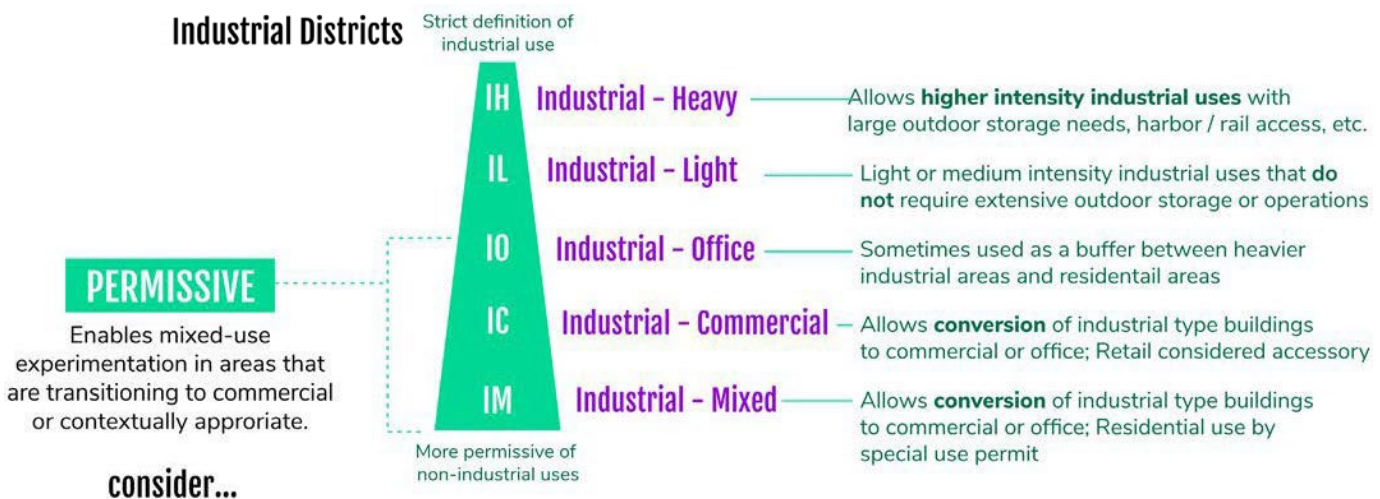 Industrial Districts
Strict definition of
industrial use
IH
Industrial - Heavy
Allows higher intensity industrial uses with
large outdoor storage needs, harbor / rail access, etc.
IL
Industrial - Light
Light or medium intensity industrial uses that do
not require extensive outdoor storage or operations
IO
Industrial - Office
Sometimes used as a buffer between heavier
industrial areas and residentail areas
IC
Industrial - Commercial
Allows conversion of industrial type buildings
to commercial or office; Retail considered accessory
IM
Industrial - Mixed
Allows conversion of industrial type buildings
to commercial or office; Residential use by
special use permit
More permissive of
non-industrial uses
PERMISSIVE
Enables mixed-use
experimentation in areas that
are transitioning to commercial
or contextually approriate.
consider...